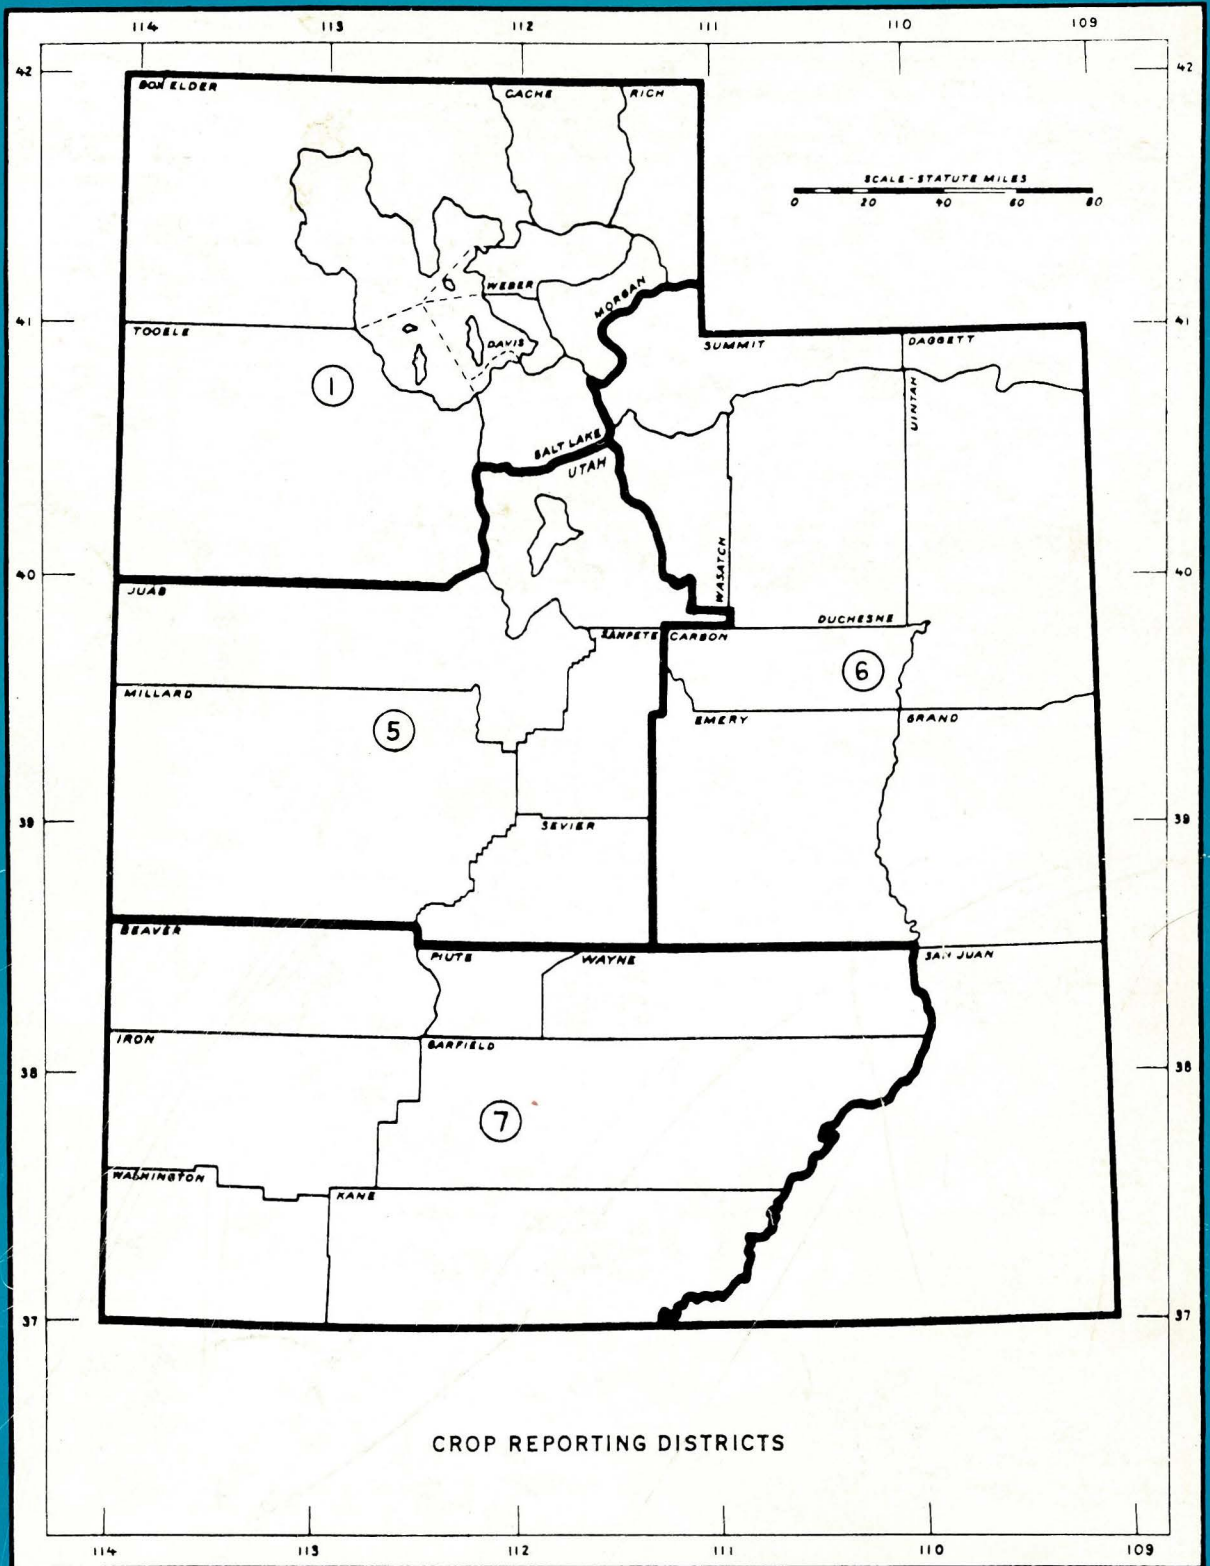 114 113 112 111 110 109
42 42
BOX ELDER CACHE RICH
SCALE-STATUTE MILES
0 20 40 60 80
WEBER
MORGAN
41 41
TOOELE
DAVIS
SUMMIT
DAGGETT
1
UINTAH
SALT LAKE
UTAH
WASATCH
40 40
JUAB
DUCHESNE
SANPETE CARBON
6
MILLARD
EMERY GRAND
5
39 39
SEVIER
BEAVER
PIUTE WAYNE SAN JUAN
IRON GARFIELD
38 38
7
WASHINGTON
KANE
37 37
CROP REPORTING DISTRICTS
114 113 112 111 110 109